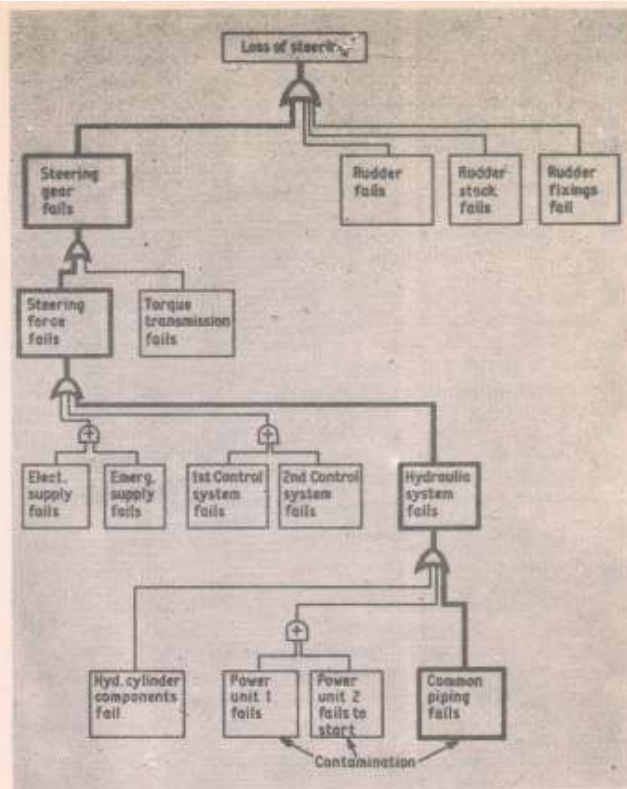 Loss of steering
Steering
gear
fails
Rudder
fails
Rudder
stock
fails
Rudder
fixings
fail
Steering
force
fails
Torque
transmission
fails
Elect.
supply
fails
Emerg.
supply
fails
1st Control
system
fails
2nd Control
system
fails
Hydraulic
system
fails
Hyd. cylinder
components
fail
Power
unit 1
fails
Power
unit 2
fails to
start
Common
piping
fails
Contamination